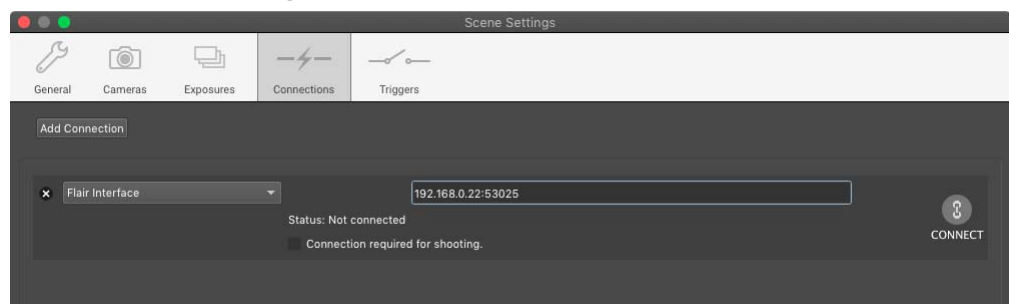 Scene Settings
General Cameras Exposures Connections Triggers
Add Connection
Flair Interface 192.168.0.22:53025
Status: Not connected
Connection required for shooting.
CONNECT